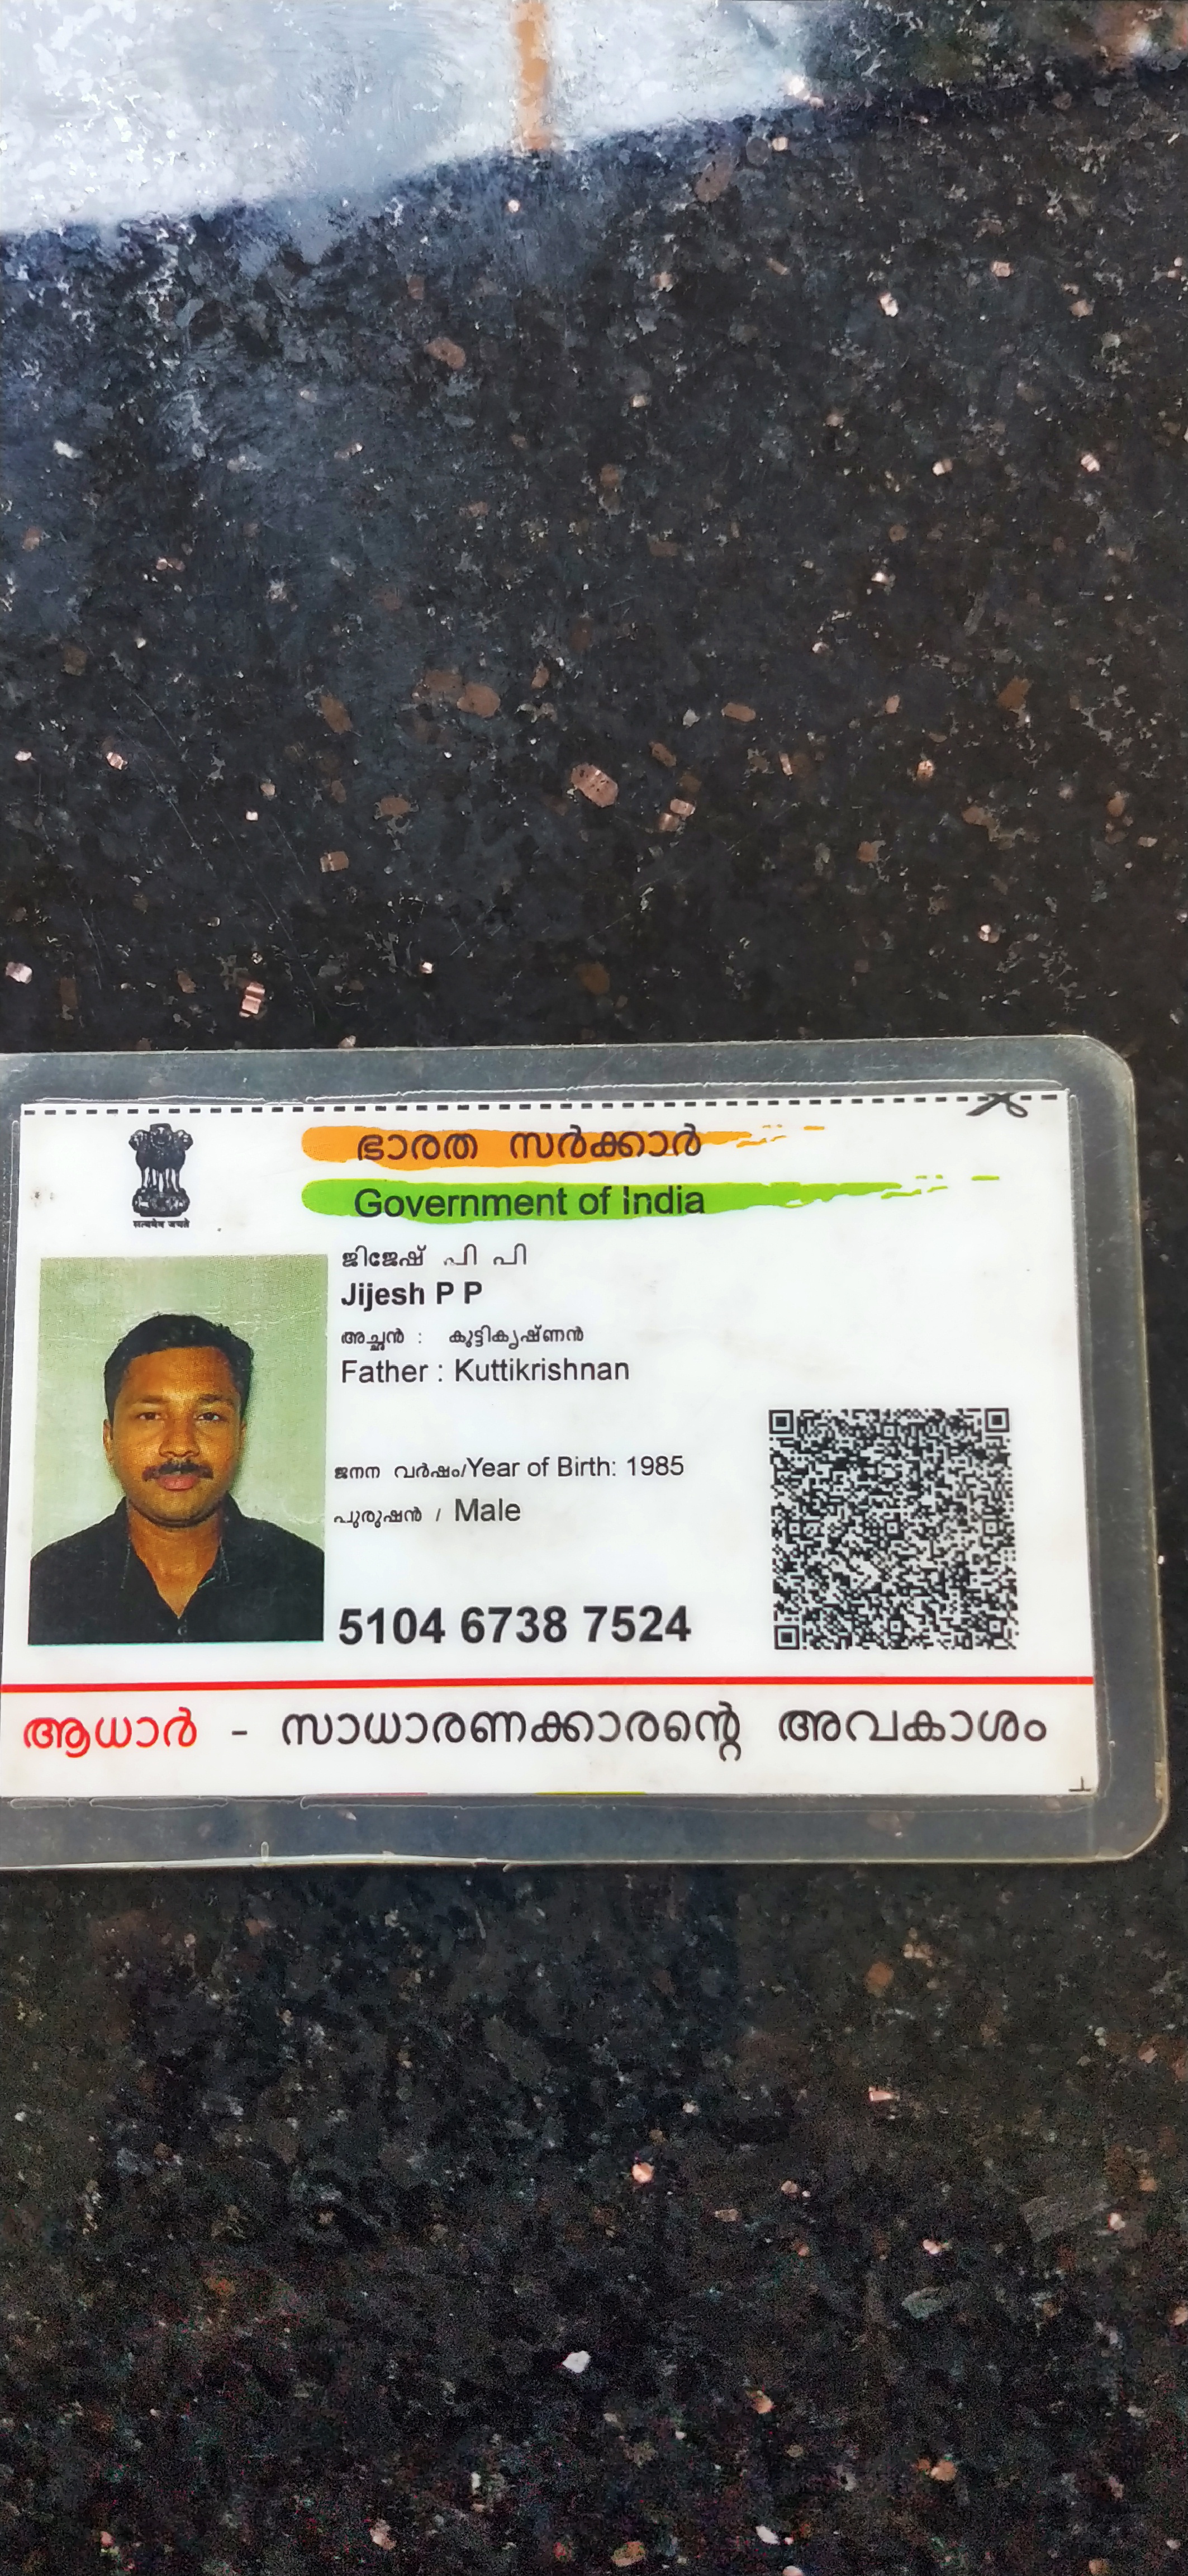 सत्यमेव जयते
ഭാരത സർക്കാർ
Government of India
ജിജേഷ് പി പി
Jijesh P P
അച്ഛൻ : കുട്ടികൃഷ്ണൻ
Father : Kuttikrishnan
ജനന വർഷം/Year of Birth: 1985
പുരുഷൻ / Male
5104 6738 7524
ആധാർ - സാധാരണക്കാരന്റെ അവകാശം